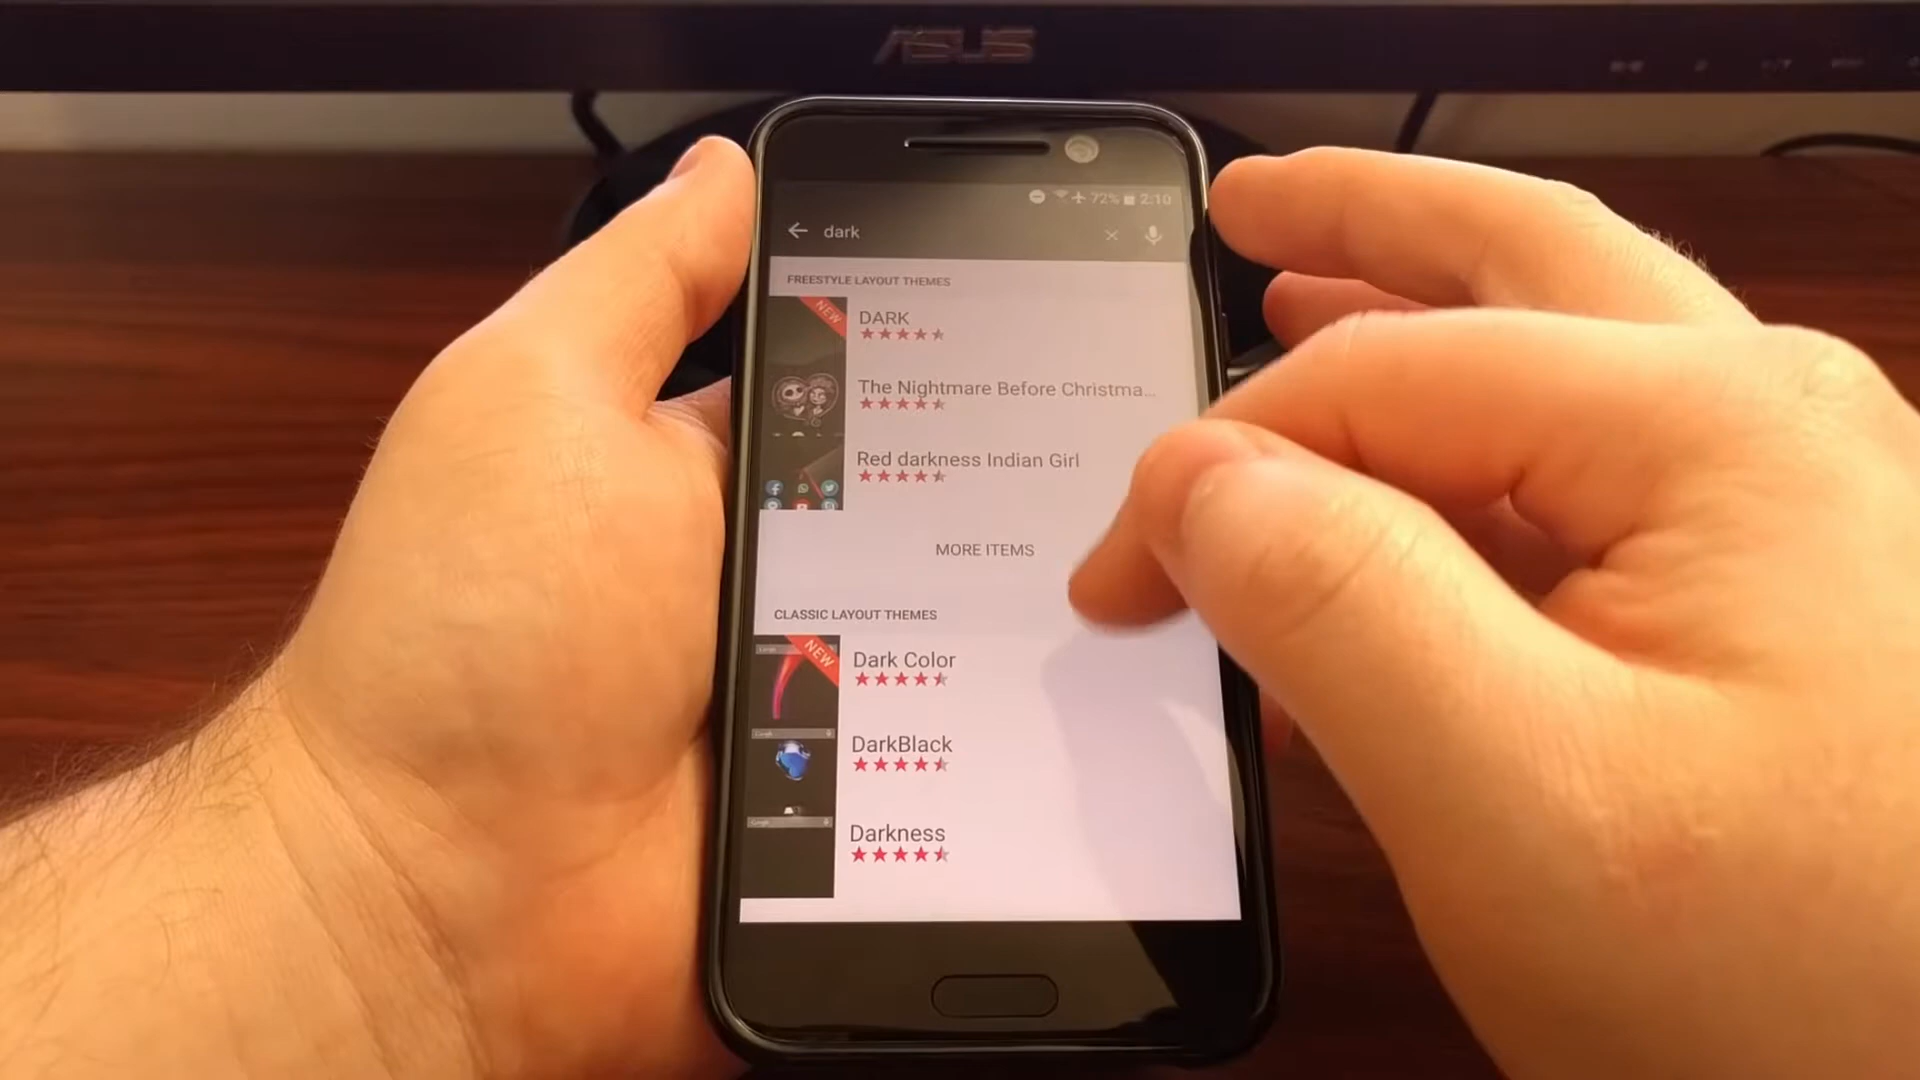 ASUS
72% 2:10
dark
FREESTYLE LAYOUT THEMES
NEW
DARK
The Nightmare Before Christma...
Red darkness Indian Girl
MORE ITEMS
CLASSIC LAYOUT THEMES
NEW
Dark Color
DarkBlack
Darkness